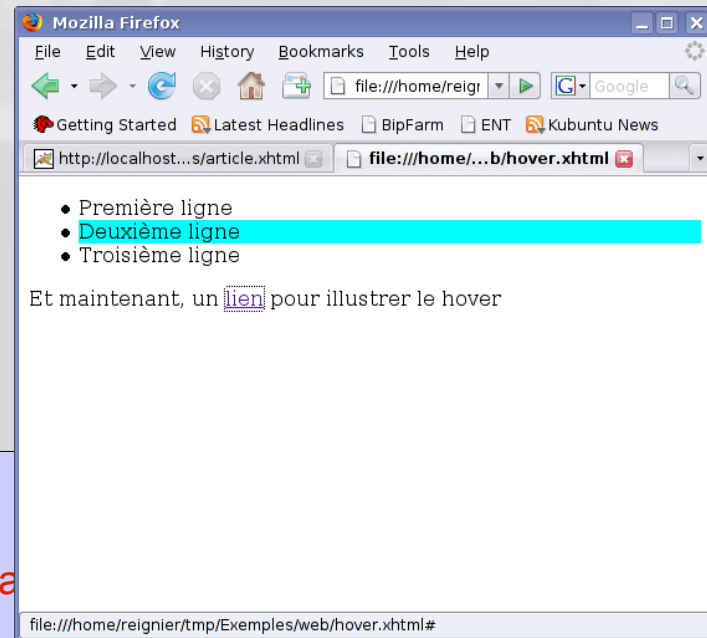 Mozilla Firefox
File Edit View History Bookmarks Tools Help
file:///home/reigr G Google
Getting Started Latest Headlines BipFarm ENT Kubuntu News
http://localhost...s/article.xhtml file:///home/...b/hover.xhtml
Première ligne
Deuxième ligne
Troisième ligne
Et maintenant, un lien pour illustrer le hover
file:///home/reignier/tmp/Exemples/web/hover.xhtml#